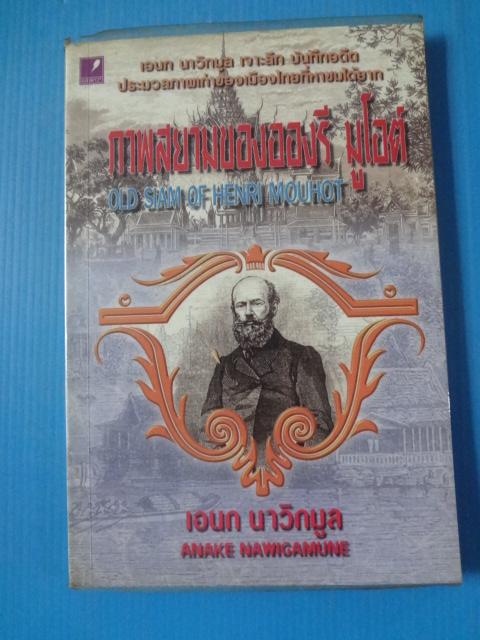 เอนก นาวิกมูล เจาะลึก บันทึกอดีต
ประมวลภาพเก่าของเมืองไทยที่หาชมได้ยาก
ภาพสยามของอองรี มูโอต์
OLD SIAM OF HENRI MOUHOT
เอนก นาวิกมูล
ANAKE NAWIGAMUNE